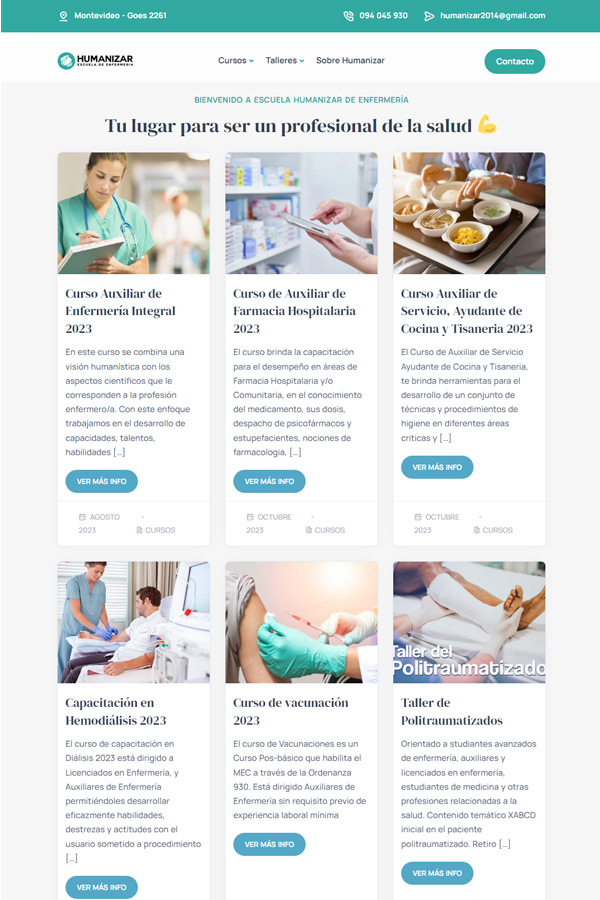 Montevideo - Goes 2261
094 045 930
humanizar2014@gmail.com
HUMANIZAR
ESCUELA DE ENFERMERÍA
Cursos
Talleres
Sobre Humanizar
Contacto
BIENVENIDO A ESCUELA HUMANIZAR DE ENFERMERÍA
Tu lugar para ser un profesional de la salud 💪
Curso Auxiliar de
Enfermería Integral
2023
En este curso se combina una
visión humanística con los
aspectos científicos que le
corresponden a la profesión
enfermero/a. Con este enfoque
trabajamos en el desarrollo de
capacidades, talentos,
habilidades [...]
VER MÁS INFO
AGOSTO
-
2023
CURSOS
Curso de Auxiliar de
Farmacia Hospitalaria
2023
El curso brinda la capacitación
para el desempeño en áreas de
Farmacia Hospitalaria y/o
Comunitaria, en el conocimiento
del medicamento, sus dosis,
despacho de psicofármacos y
estupefacientes, nociones de
farmacologia, [...]
VER MÁS INFO
OCTUBRE
-
2023
CURSOS
Curso Auxiliar de
Servicio, Ayudante de
Cocina y Tisaneria 2023
El Curso de Auxiliar de Servicio
Ayudante de Cocina y Tisaneria,
te brinda herramientas para el
desarrollo de un conjunto de
técnicas y procedimientos de
higiene en diferentes áreas
criticas y [...]
VER MÁS INFO
OCTUBRE
-
2023
CURSOS
Capacitación en
Hemodiálisis 2023
El curso de capacitación en
Diálisis 2023 está dirigido a
Licenciados en Enfermería, y
Auxiliares de Enfermería
permitiéndoles desarrollar
eficazmente habilidades,
destrezas y actitudes con el
usuario sometido a procedimiento
[...]
VER MÁS INFO
Curso de vacunación
2023
El curso de Vacunaciones es un
Curso Pos-básico que habilita el
MEC a través de la Ordenanza
930. Está dirigido Auxiliares de
Enfermería sin requisito previo de
experiencia laboral mínima
VER MÁS INFO
Taller del
Politraumatizado
Taller de
Politraumatizados
Orientado a studiantes avanzados
de enfermería, auxiliares y
licenciados en enfermería,
estudiantes de medicina y otras
profesiones relacionadas a la
salud. Contenido temático XABCD
inicial en el paciente
politraumatizado. Retiro [...]
VER MÁS INFO